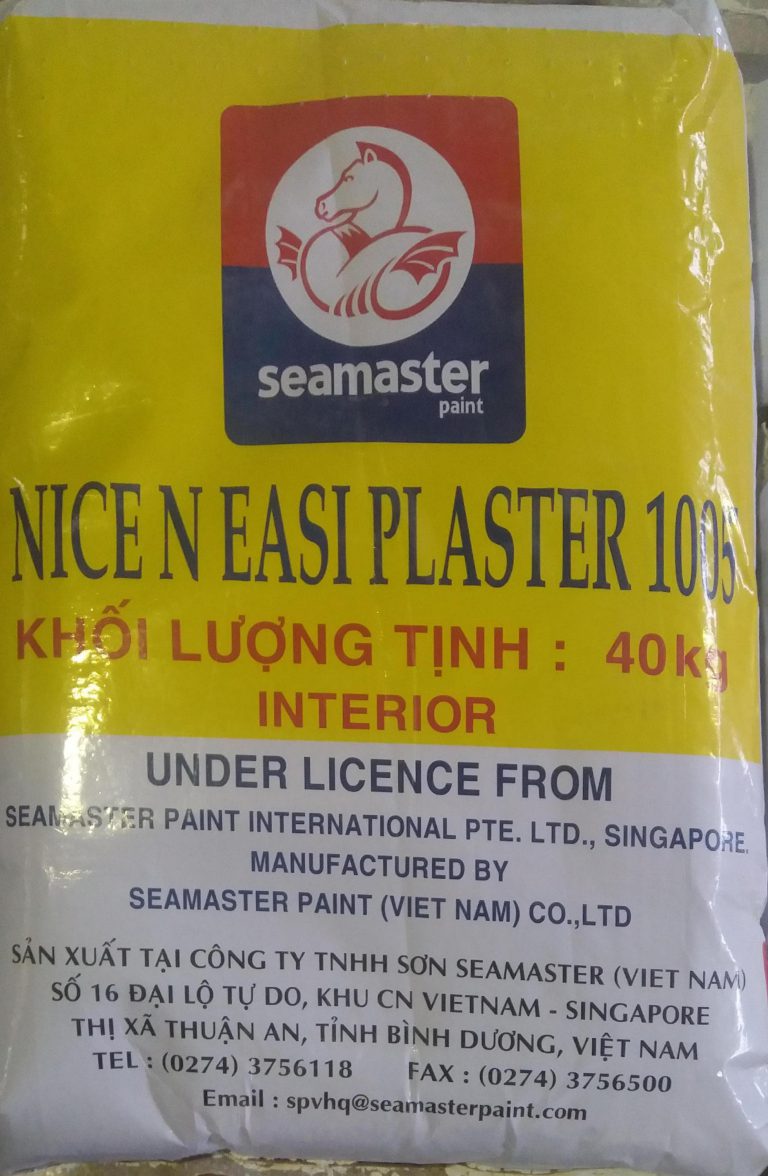 seamaster
paint
NICE N EASI PLASTER 1005
KHỐI LƯỢNG TỊNH : 40kg
INTERIOR
UNDER LICENCE FROM
SEAMASTER PAINT INTERNATIONAL PTE. LTD., SINGAPORE.
MANUFACTURED BY
SEAMASTER PAINT (VIET NAM) CO.,LTD
SẢN XUẤT TẠI CÔNG TY TNHH SƠN SEAMASTER (VIET NAM)
SỐ 16 ĐẠI LỘ TỰ DO, KHU CN VIETNAM - SINGAPORE
THỊ XÃ THUẬN AN, TỈNH BÌNH DƯƠNG, VIỆT NAM
TEL : (0274) 3756118 FAX : (0274) 3756500
Email : spvhq@seamasterpaint.com